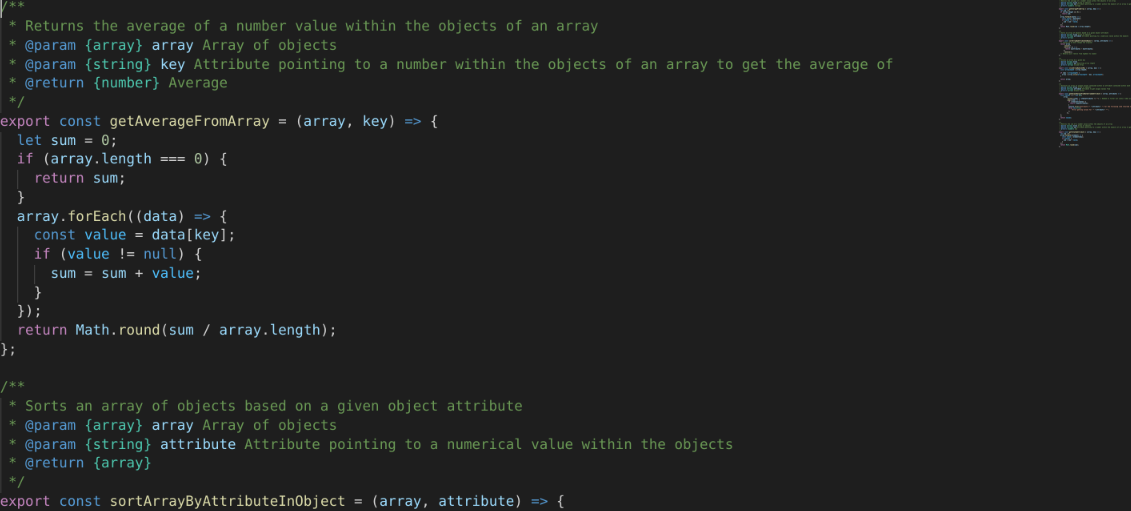 /**
 * Returns the average of a number value within the objects of an array
 * @param {array} array Array of objects
 * @param {string} key Attribute pointing to a number within the objects of an array to get the average of
 * @return {number} Average
 */
export const getAverageFromArray = (array, key) => {
  let sum = 0;
  if (array.length === 0) {
    return sum;
  }
  array.forEach((data) => {
    const value = data[key];
    if (value != null) {
      sum = sum + value;
    }
  });
  return Math.round(sum / array.length);
};

/**
 * Sorts an array of objects based on a given object attribute
 * @param {array} array Array of objects
 * @param {string} attribute Attribute pointing to a numerical value within the objects
 * @return {array}
 */
export const sortArrayByAttributeInObject = (array, attribute) => {